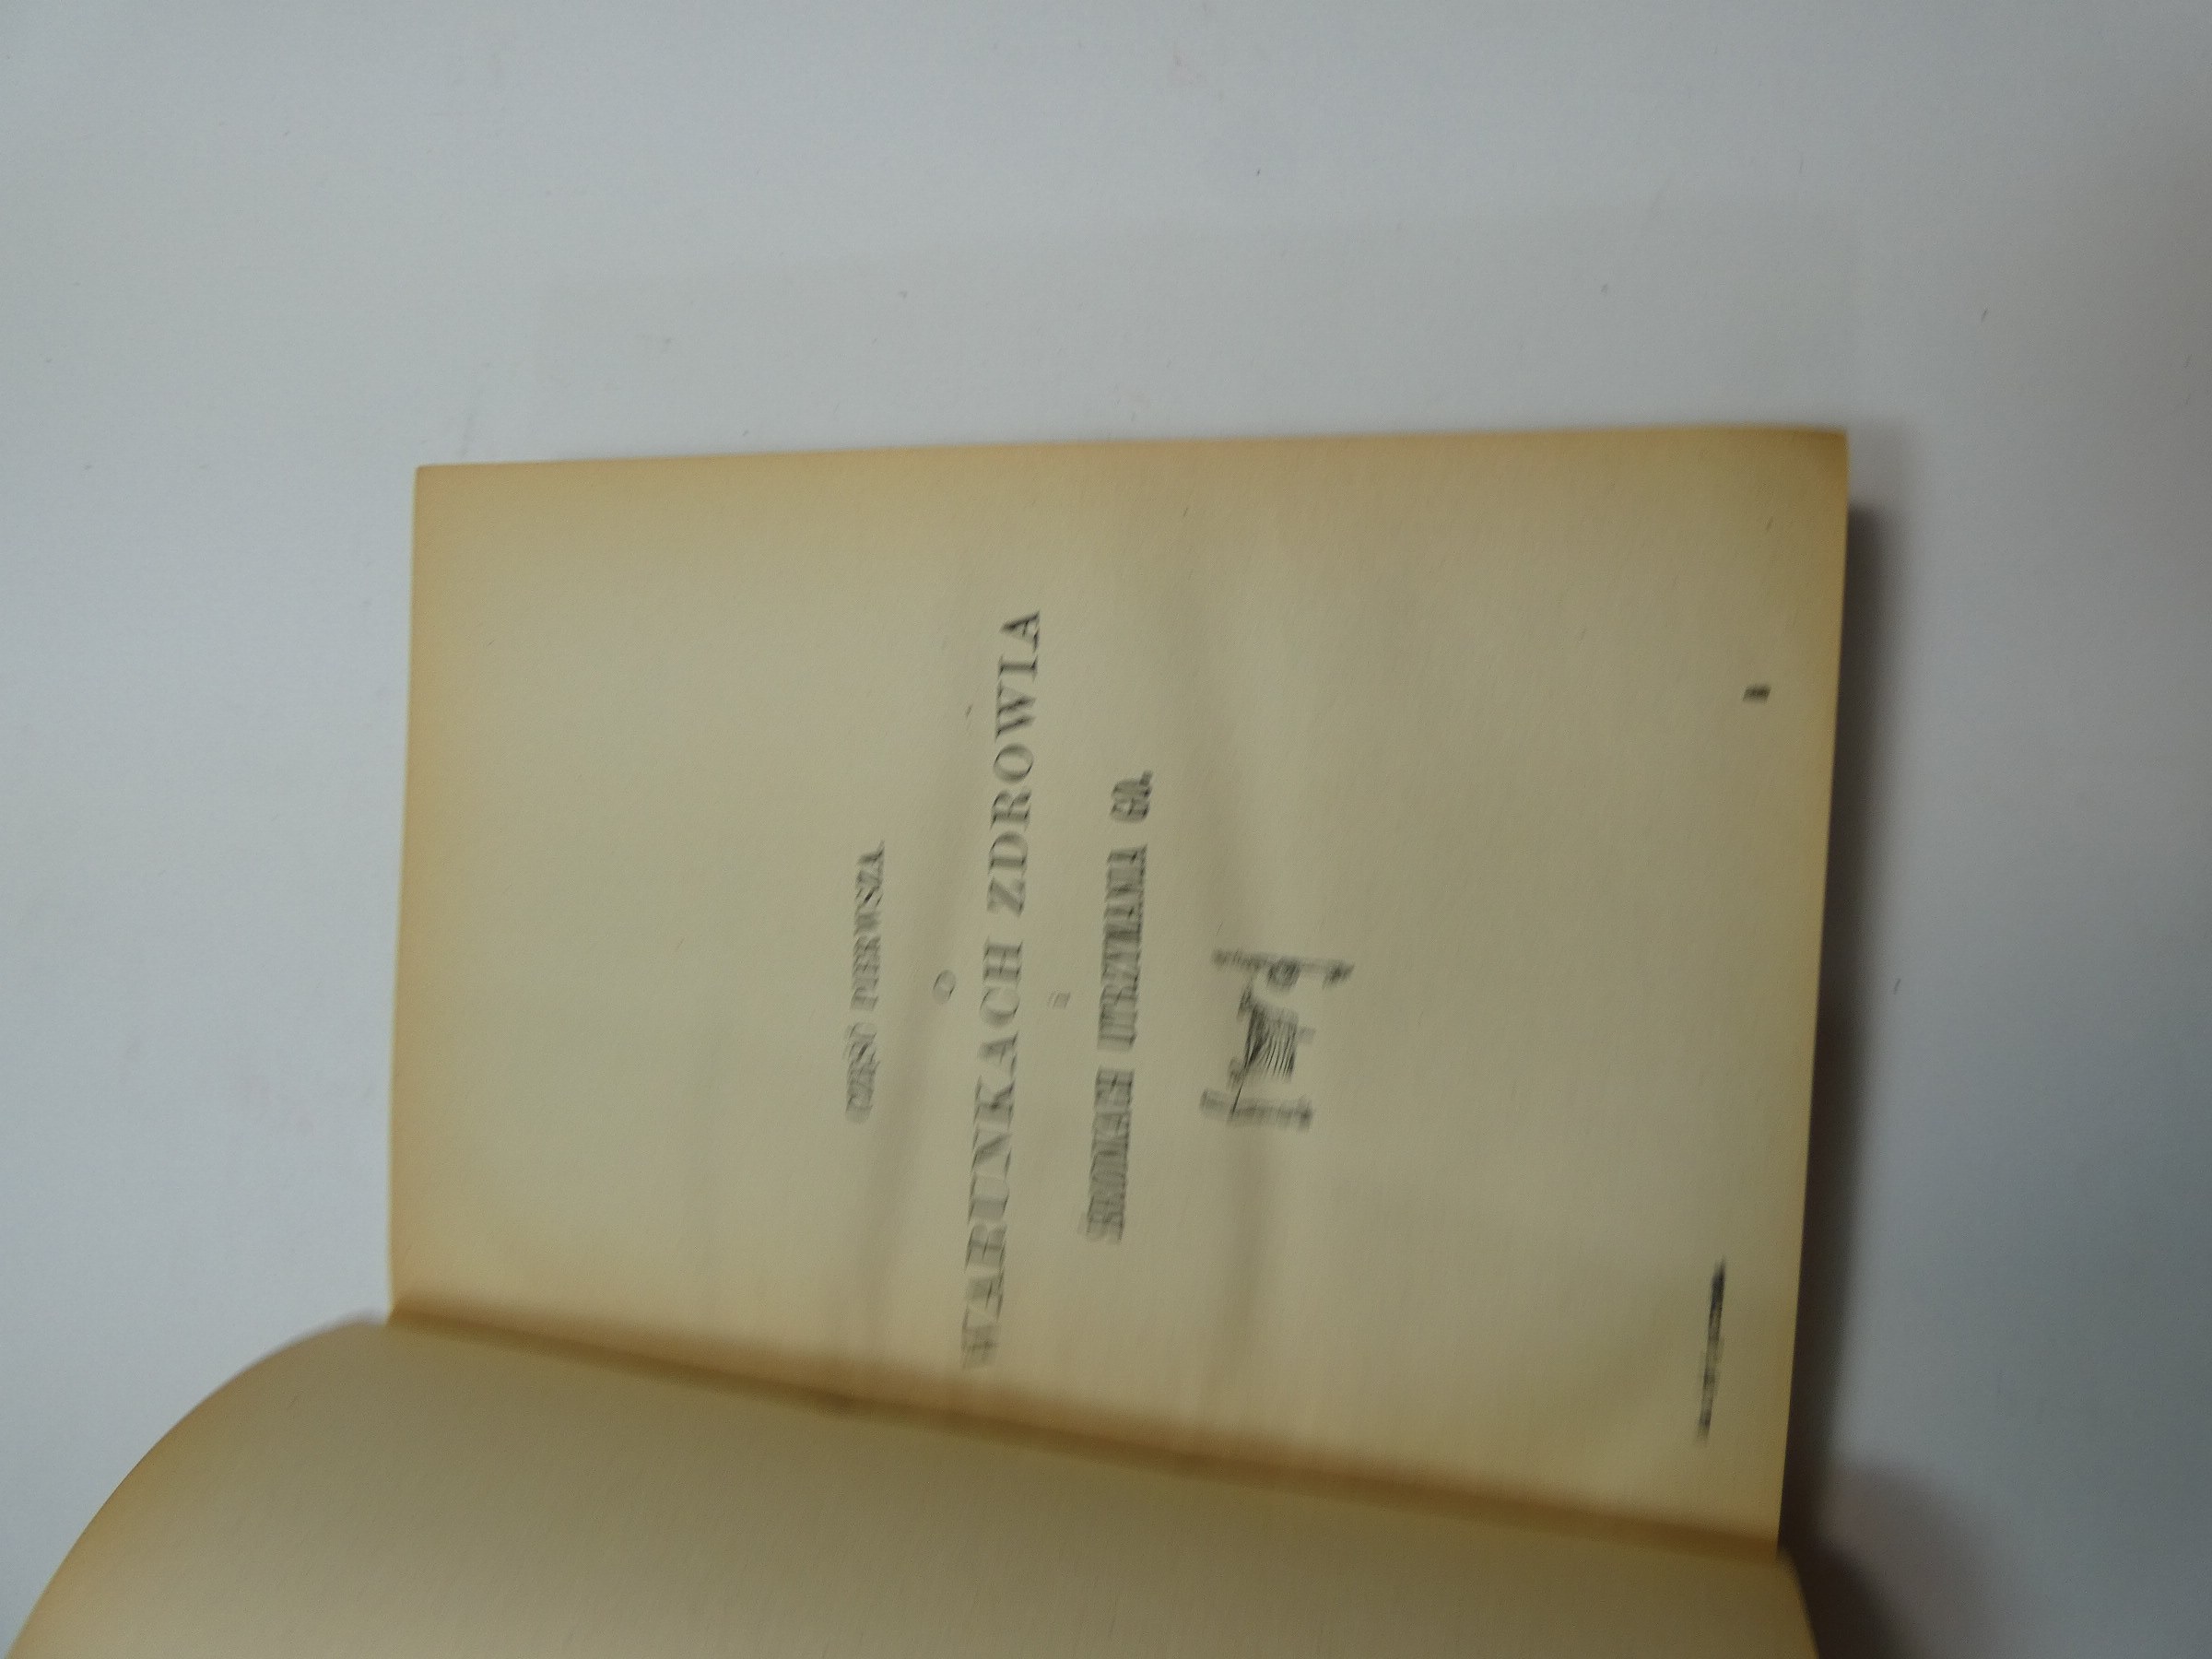 CZĘŚĆ PIERWSZA.
O
WARUNKACH ZDROWIA
i
ŚRODKACH UTRZYMANIA GO.